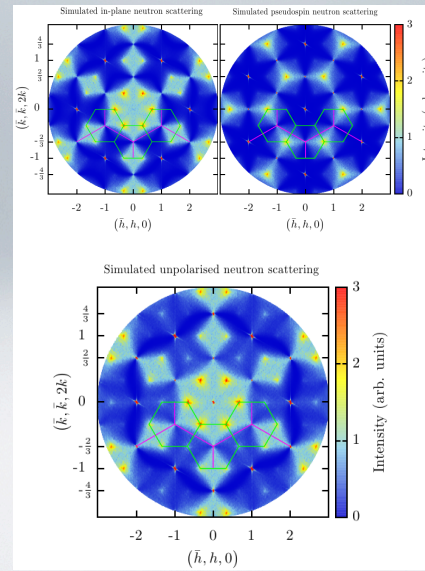 Simulated in-plane neutron scattering
Simulated pseudospin neutron scattering
4/3
1
2/3
0
-2/3
-1
-4/3
(k̄, k̄, 2k)
-2 -1 0 1 2
(h̄, h, 0)
-2 -1 0 1 2
(h̄, h, 0)
3
2
1
0
Simulated unpolarised neutron scattering
4/3
1
2/3
0
-2/3
-1
-4/3
(k̄, k̄, 2k)
-2 -1 0 1 2
(h̄, h, 0)
3
2
1
0
Intensity (arb. units)